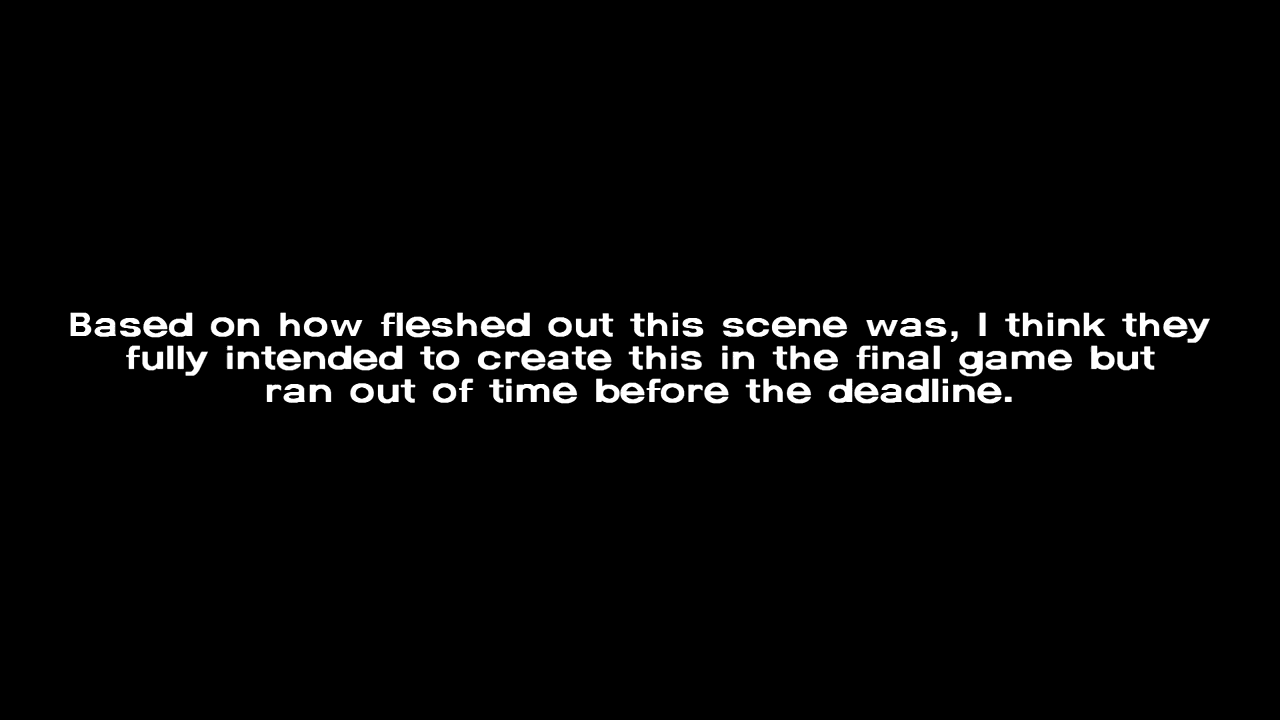 Based on how fleshed out this scene was, I think they
fully intended to create this in the final game but
ran out of time before the deadline.